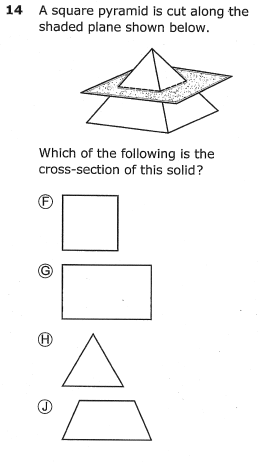 14 A square pyramid is cut along the
shaded plane shown below.
Which of the following is the
cross-section of this solid?
F
G
H
J